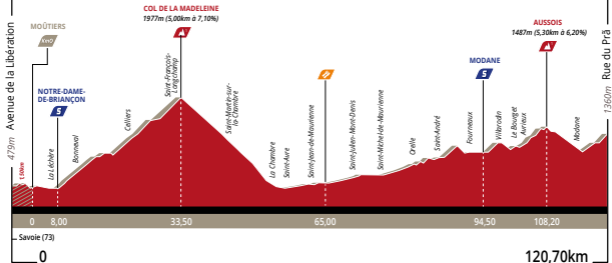 COL DE LA MADELEINE
1977m (5,00km à 7,10%)
AUSSOIS
1487m (5,30km à 6,20%)
MOÛTIERS
Km0
NOTRE-DAME-
DE-BRIANÇON
S
MODANE
S
479m Avenue de la Libération
1360m Rue du Prã
La Léchère
Bonneval
Celliers
Saint-François-
Longchamp
Saint-Martin-sur-
la-Chambre
La Chambre
Saint-Avre
Saint-Jean-de-Maurienne
Saint-Julien-Mont-Denis
Saint-Michel-de-Maurienne
Orelle
Saint-André
Fourneaux
Villarodin
Le Bourget
Avrieux
Modane
0 8,00 33,50 65,00 94,50 108,20
Savoie (73)
0 120,70km